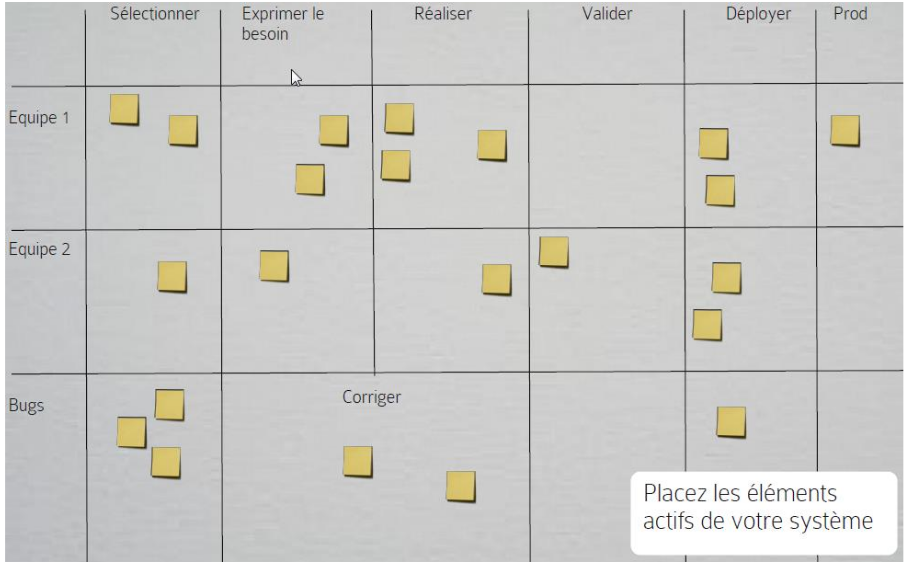 Sélectionner
Exprimer le
besoin
Réaliser
Valider
Déployer
Prod
Equipe 1
Equipe 2
Bugs
Corriger
Placez les éléments
actifs de votre système